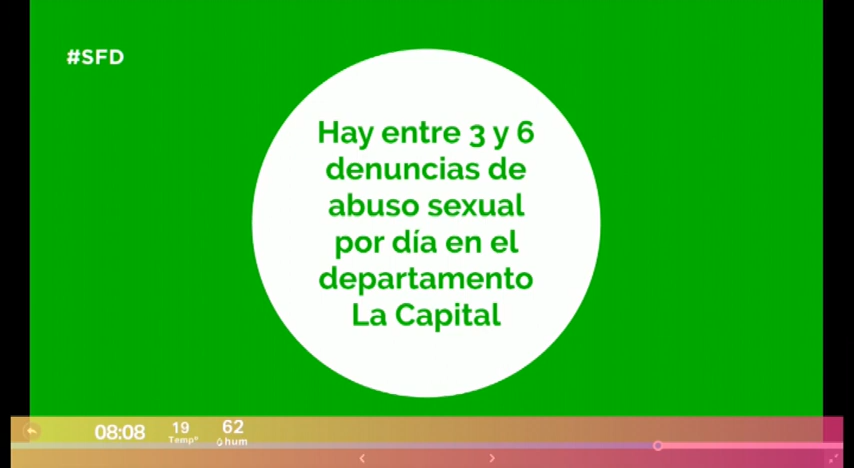 #SFD
Hay entre 3 y 6
denuncias de
abuso sexual
por día en el
departamento
La Capital
08:08
19
Temp°
62
hum